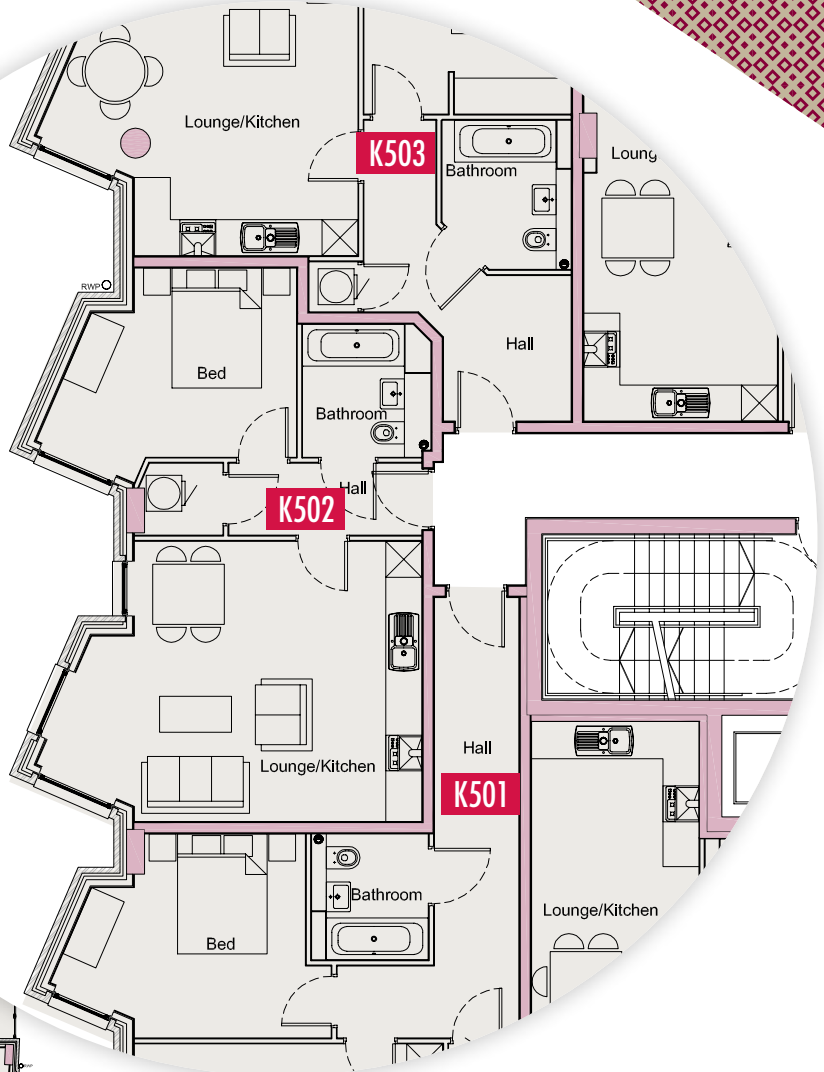 Lounge/Kitchen
K503
Bathroom
Loung
RWP
Hall
Bed
Bathroom
Hall
K502
Lounge/Kitchen
Hall
K501
Bathroom
Lounge/Kitchen
Bed